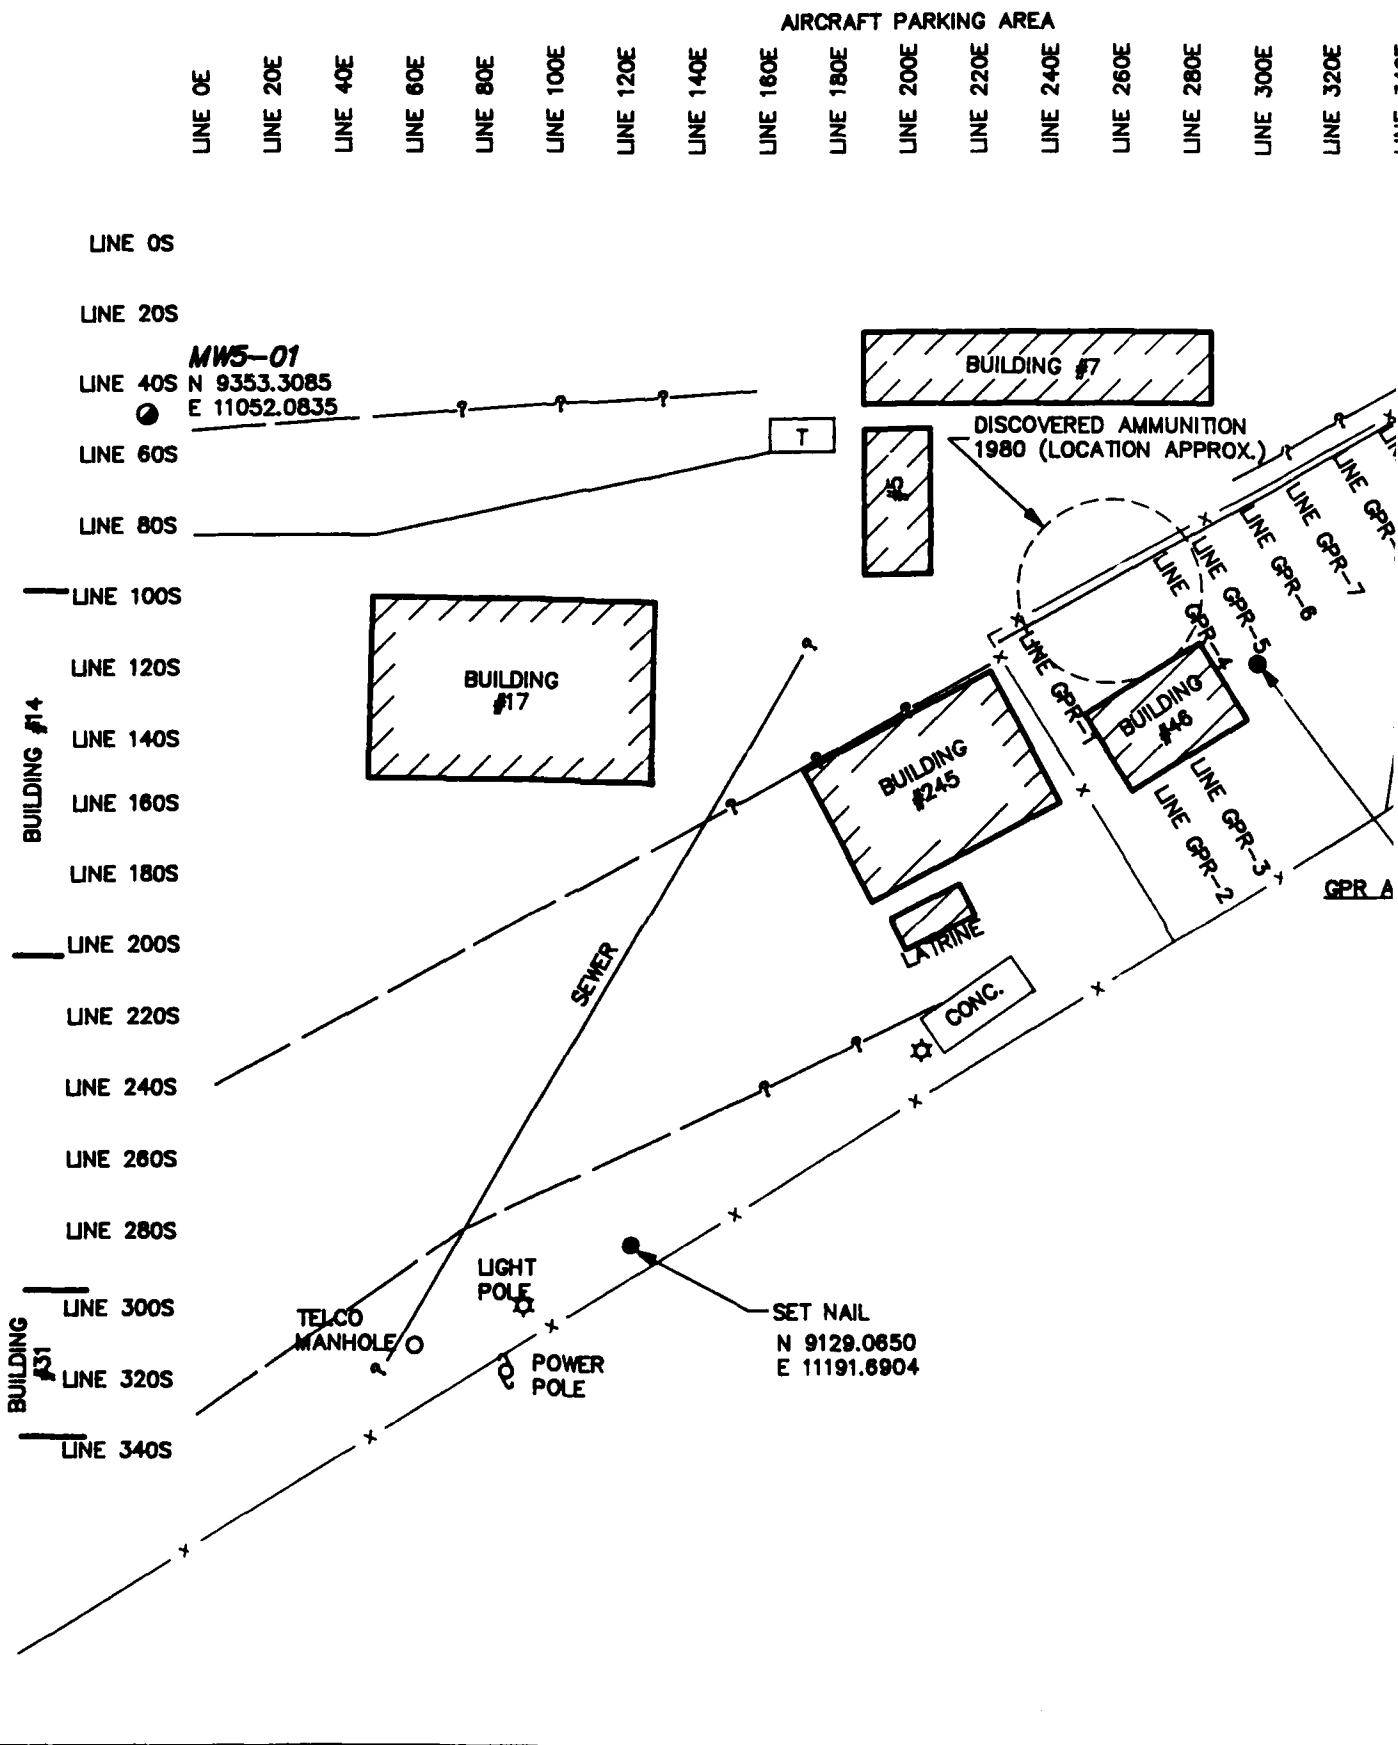 AIRCRAFT PARKING AREA
LINE 0E
LINE 20E
LINE 40E
LINE 60E
LINE 80E
LINE 100E
LINE 120E
LINE 140E
LINE 160E
LINE 180E
LINE 200E
LINE 220E
LINE 240E
LINE 260E
LINE 280E
LINE 300E
LINE 320E
LINE 0S
LINE 20S
LINE 40S
LINE 60S
LINE 80S
LINE 100S
LINE 120S
LINE 140S
LINE 160S
LINE 180S
LINE 200S
LINE 220S
LINE 240S
LINE 260S
LINE 280S
LINE 300S
LINE 320S
LINE 340S
MW5-01
N 9353.3085
E 11052.0835
BUILDING #7
T
DISCOVERED AMMUNITION
1980 (LOCATION APPROX.)
#5
BUILDING
#17
BUILDING #14
BUILDING
#31
BUILDING
#245
BUILDING
#46
LINE GPR-1
LINE GPR-2
LINE GPR-3
LINE GPR-4
LINE GPR-5
LINE GPR-6
LINE GPR-7
LINE GPR-
GPR A
LATRINE
CONC.
SEWER
LIGHT
POLE
TELCO
MANHOLE
POWER
POLE
SET NAIL
N 9129.0650
E 11191.6904